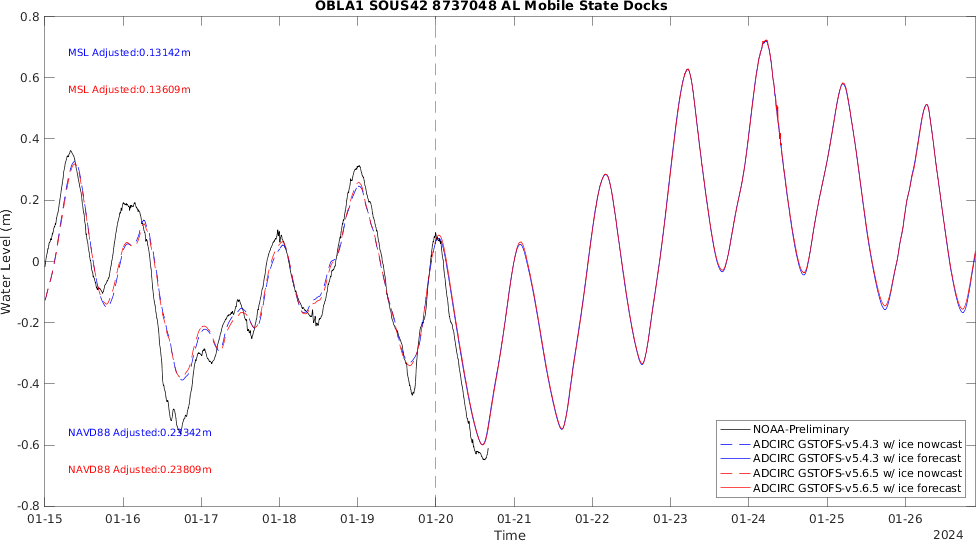 OBLA1 SOUS42 8737048 AL Mobile State Docks
MSL Adjusted:0.13142m
MSL Adjusted:0.13609m
NAVD88 Adjusted:0.23342m
NAVD88 Adjusted:0.23809m
Water Level (m)
0.8
0.6
0.4
0.2
0
-0.2
-0.4
-0.6
-0.8
NOAA-Preliminary
ADCIRC GSTOFS-v5.4.3 w/ ice nowcast
ADCIRC GSTOFS-v5.4.3 w/ ice forecast
ADCIRC GSTOFS-v5.6.5 w/ ice nowcast
ADCIRC GSTOFS-v5.6.5 w/ ice forecast
01-15 01-16 01-17 01-18 01-19 01-20 01-21 01-22 01-23 01-24 01-25 01-26
Time
2024